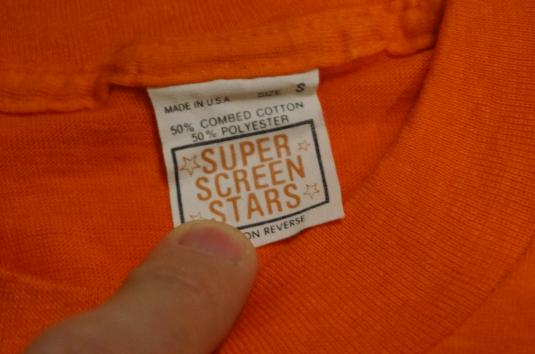 MADE IN U.S.A SIZE S
50% COMBED COTTON
50% POLYESTER
SUPER
SCREEN
STARS
ON REVERSE